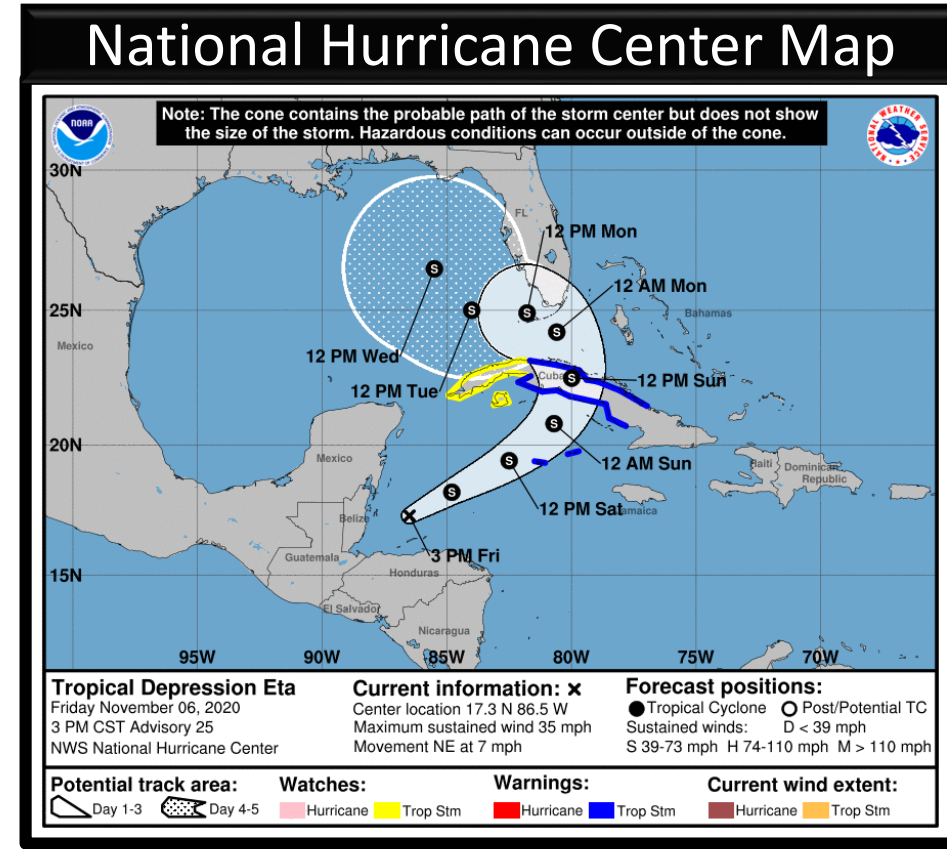 National Hurricane Center Map
Note: The cone contains the probable path of the storm center but does not show
the size of the storm. Hazardous conditions can occur outside of the cone.
NOAA
NATIONAL WEATHER SERVICE
30N
FL
12 PM Mon
12 AM Mon
25N
Bahamas
Mexico
12 PM Wed
Cuba
12 PM Sun
12 PM Tue
20N
Mexico
12 AM Sun
Haiti
Dominican
Republic
12 PM Sat
Jamaica
Belize
3 PM Fri
Guatemala
15N
Honduras
El Salvador
Nicaragua
95W 90W 85W 80W 75W 70W
S
S
S
S
S
S
S
S
Tropical Depression Eta
Friday November 06, 2020
3 PM CST Advisory 25
NWS National Hurricane Center
Current information: x
Center location 17.3 N 86.5 W
Maximum sustained wind 35 mph
Movement NE at 7 mph
Forecast positions:
Tropical Cyclone Post/Potential TC
Sustained winds: D < 39 mph
S 39-73 mph H 74-110 mph M > 110 mph
Potential track area:
Day 1-3 Day 4-5
Watches:
Hurricane Trop Stm
Warnings:
Hurricane Trop Stm
Current wind extent:
Hurricane Trop Stm